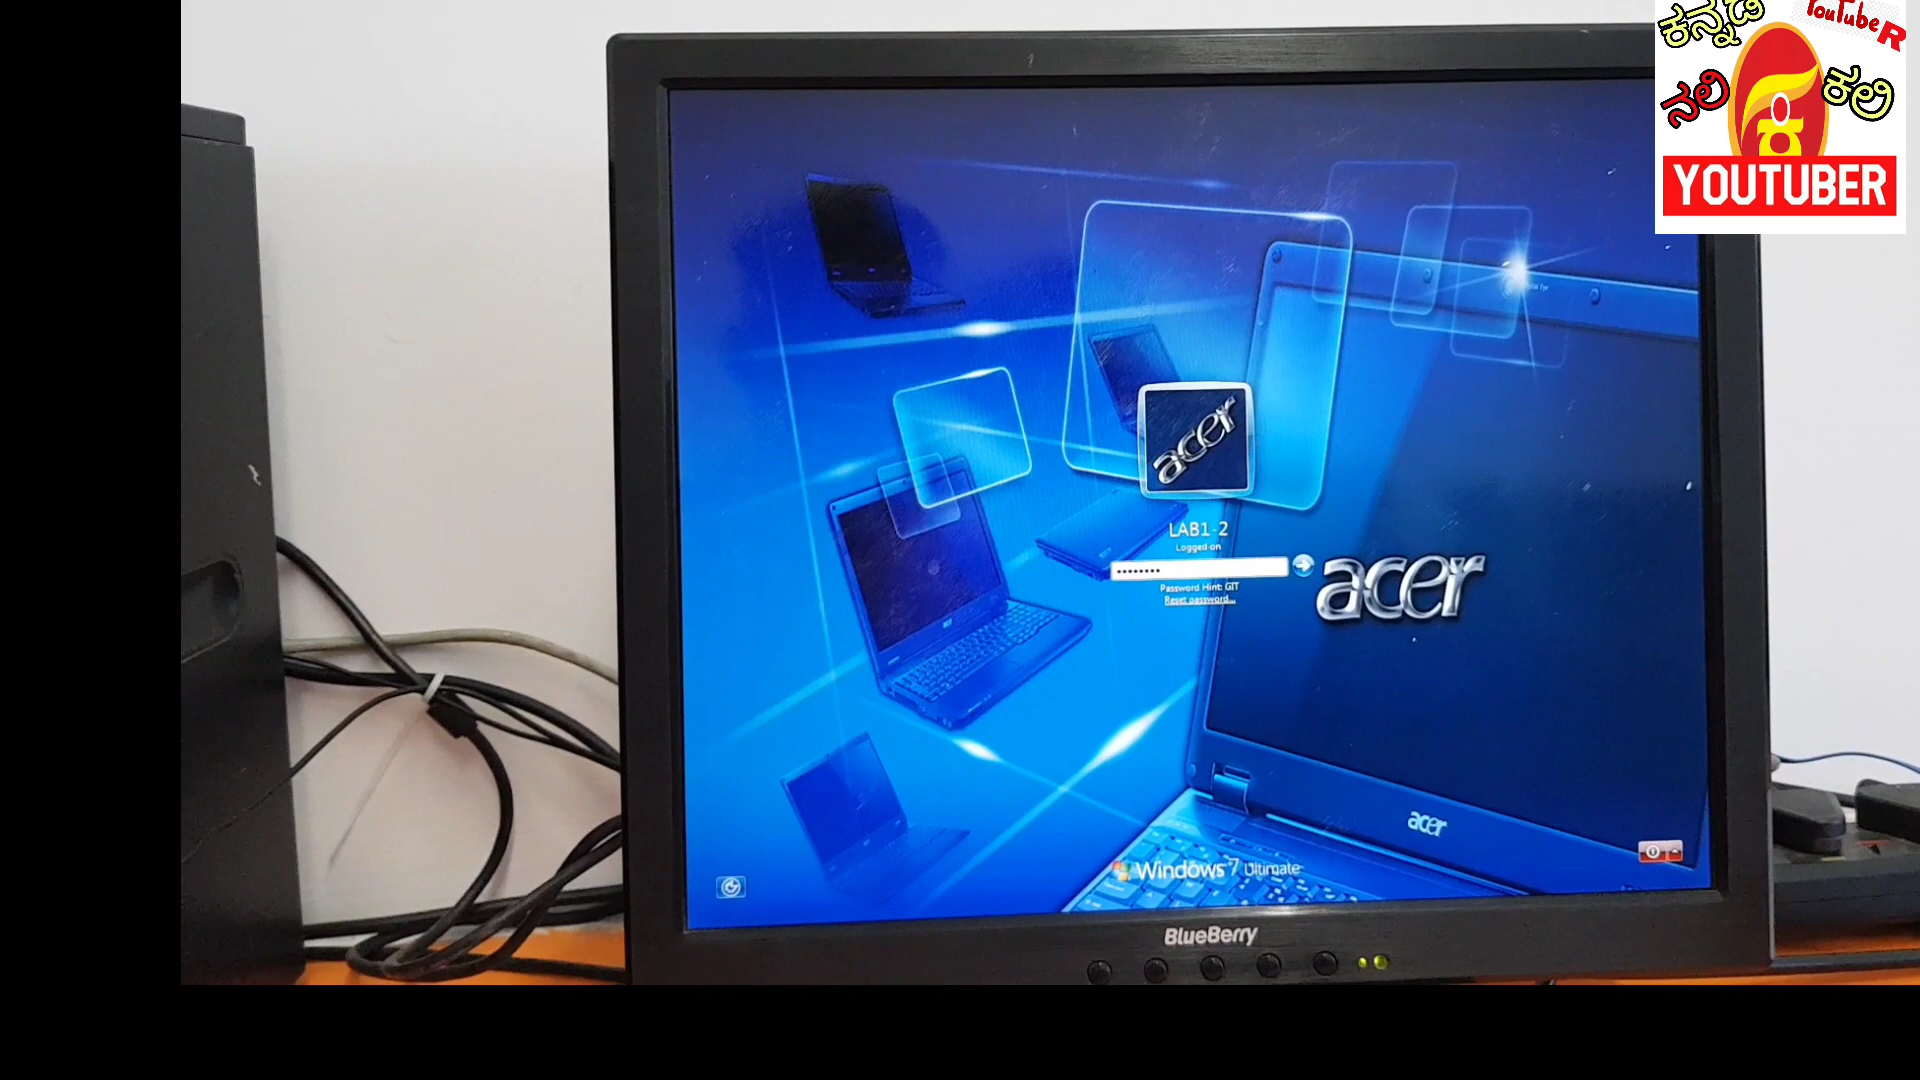 ಕನ್ನಡ YouTubeR
ನಲಿ ಕಲಿ
ಕ
YOUTUBER
acer
LAB1-2
Logged on
Password Hint: GIT
Reset password...
acer
acer
Windows 7 Ultimate
BlueBerry